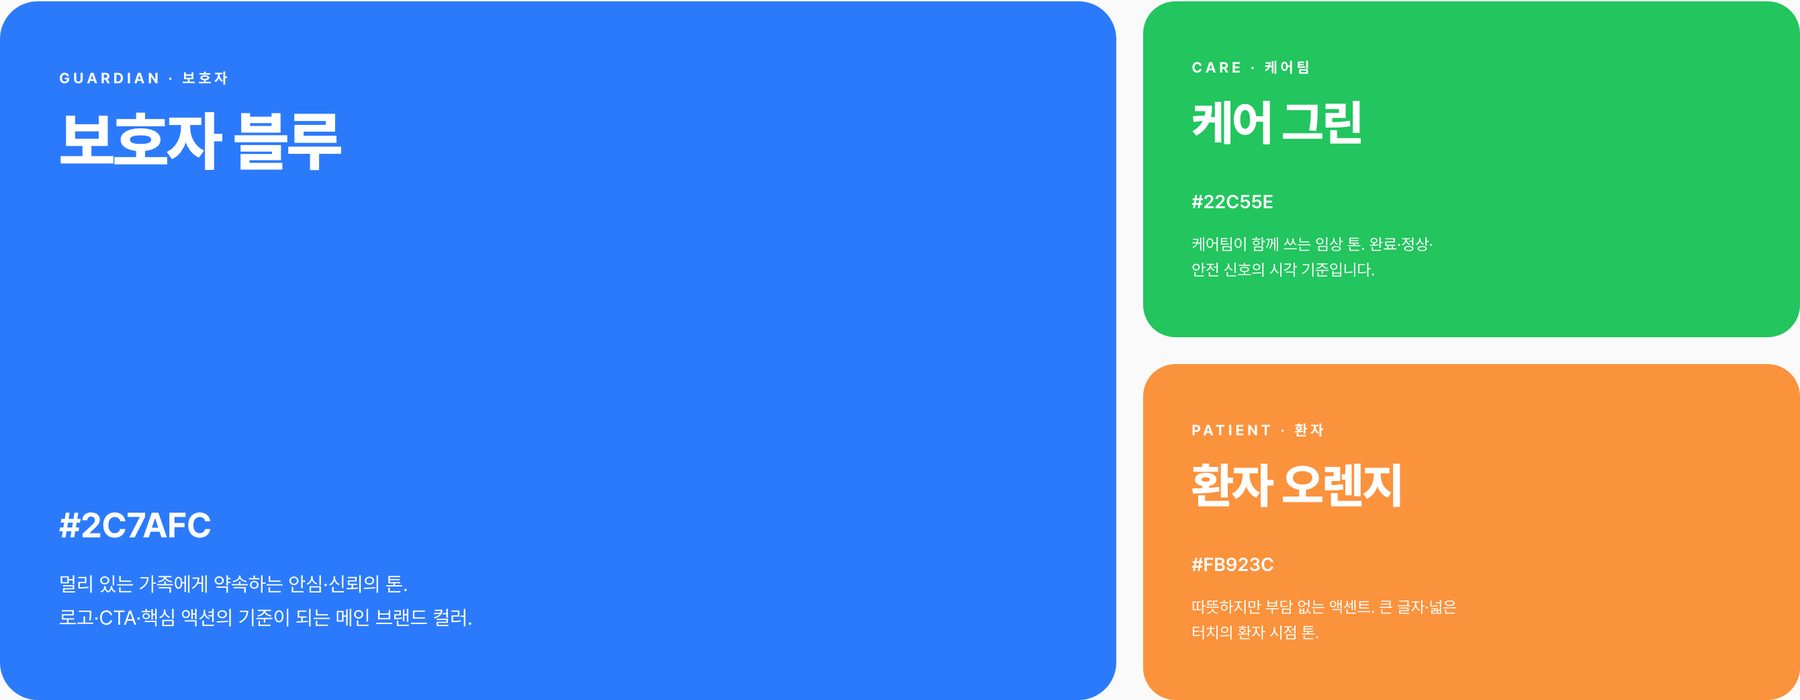 GUARDIAN · 보호자
보호자 블루
#2C7AFC
멀리 있는 가족에게 약속하는 안심·신뢰의 톤.
로고·CTA·핵심 액션의 기준이 되는 메인 브랜드 컬러.
CARE · 케어팀
케어 그린
#22C55E
케어팀이 함께 쓰는 임상 톤. 완료·정상·
안전 신호의 시각 기준입니다.
PATIENT · 환자
환자 오렌지
#FB923C
따뜻하지만 부담 없는 액센트. 큰 글자·넓은
터치의 환자 시점 톤.